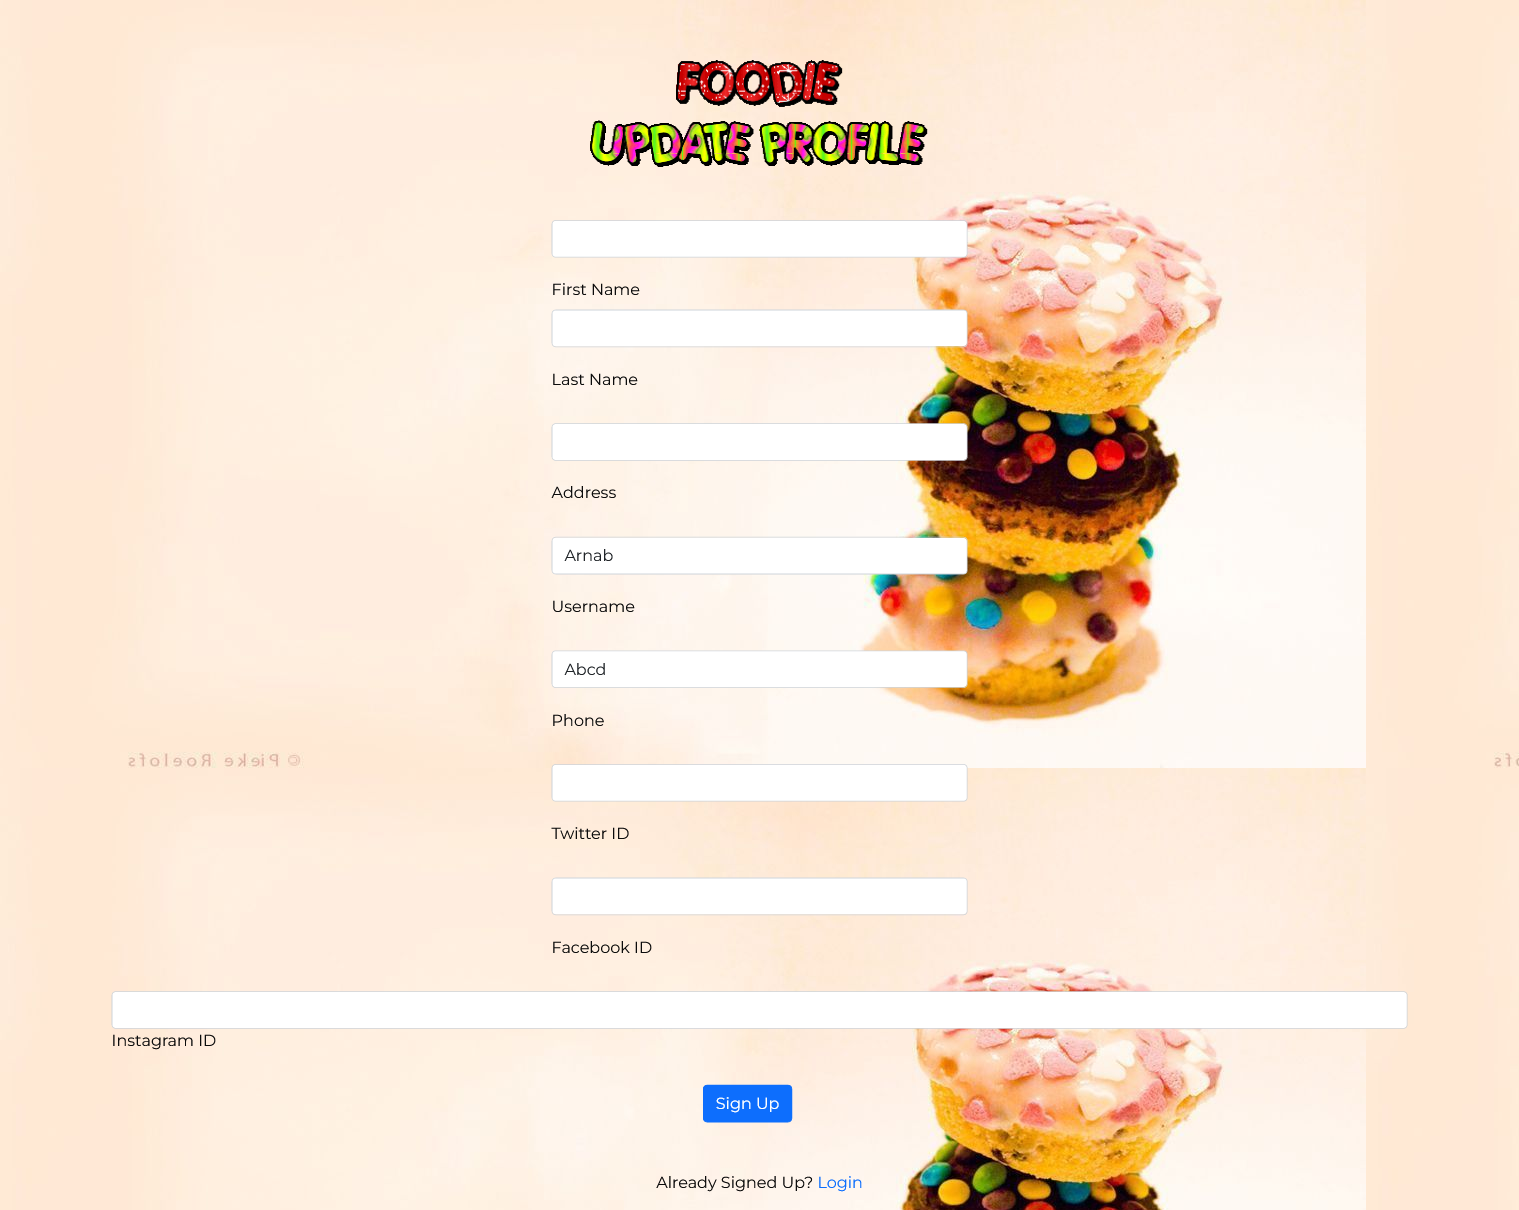 FOODIE
UPDATE PROFILE
First Name
Last Name
Address
Arnab
Username
Abcd
Phone
© Pieke Roelofs
ofs
Twitter ID
Facebook ID
Instagram ID
Sign Up
Already Signed Up? Login